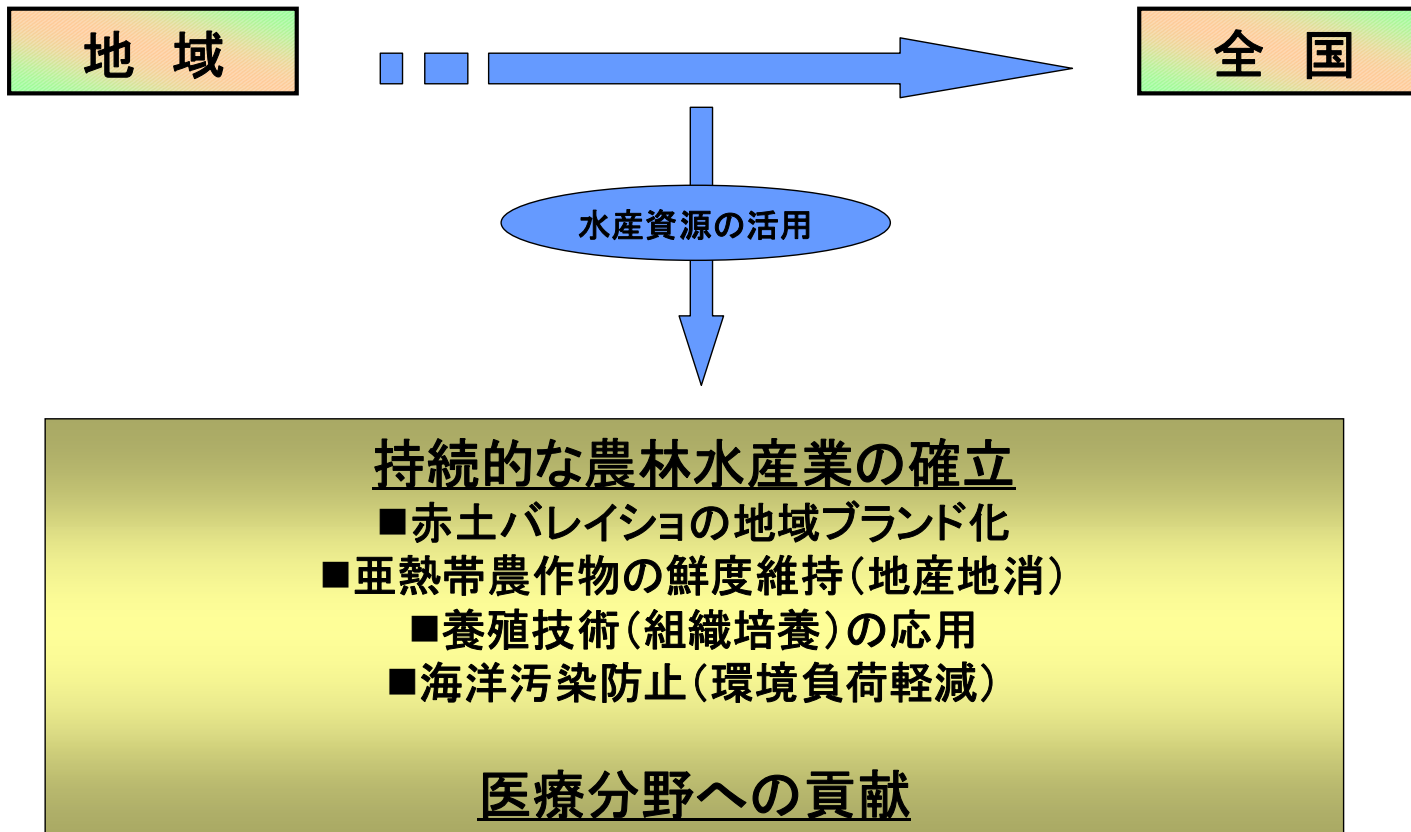 地　域
全　国
水産資源の活用
持続的な農林水産業の確立
■赤土バレイショの地域ブランド化
■亜熱帯農作物の鮮度維持（地産地消）
■養殖技術（組織培養）の応用
■海洋汚染防止（環境負荷軽減）
医療分野への貢献